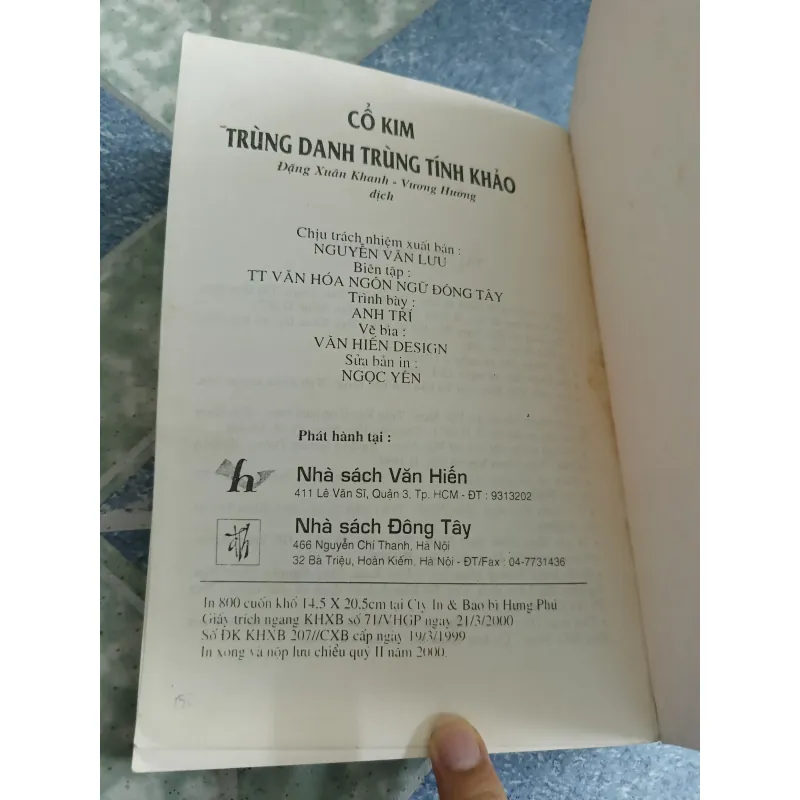 CỔ KIM
TRÙNG DANH TRÙNG TÍNH KHẢO
Đặng Xuân Khanh - Vương Hường
dịch
Chịu trách nhiệm xuất bản :
NGUYỄN VĂN LƯU
Biên tập :
TT VĂN HÓA NGÔN NGỮ ĐÔNG TÂY
Trình bày :
ANH TRÍ
Vẽ bìa :
VĂN HIẾN DESIGN
Sửa bản in :
NGỌC YẾN
Phát hành tại :
Nhà sách Văn Hiến
411 Lê Văn Sĩ, Quận 3. Tp. HCM - ĐT : 9313202
Nhà sách Đông Tây
466 Nguyễn Chí Thanh, Hà Nội
32 Bà Triệu, Hoàn Kiếm, Hà Nội - ĐT/Fax : 04-7731436
In 800 cuốn khổ 14,5 X 20,5cm tại Cty In & Bao bì Hưng Phú
Giấy trích ngang KHXB số 71/VHGP ngày 21/3/2000
Số ĐK KHXB 207//CXB cấp ngày 19/3/1999
In xong và nộp lưu chiểu quý II năm 2000.